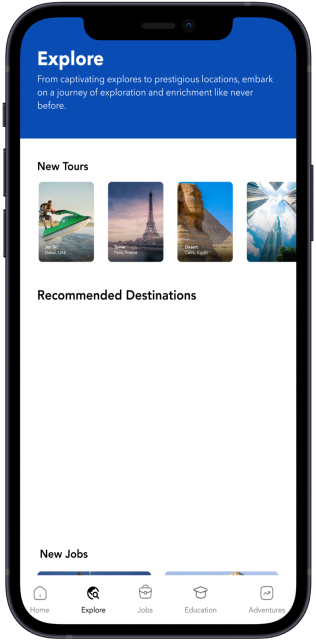 Explore
From captivating explores to prestigious locations, embark
on a journey of exploration and enrichment like never
before.
New Tours
Jet Ski
Dubai, UAE
Tower
Paris, France
Desert
Cairo, Egypt
Recommended Destinations
New Jobs
Home
Explore
Jobs
Education
Adventures